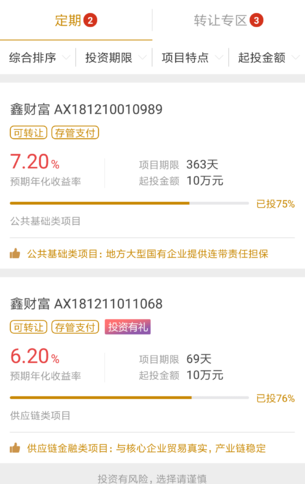 定期 2 转让专区 3
综合排序 投资期限 项目特点 起投金额
鑫财富 AX181210010989
可转让 存管支付
7.20% 项目期限 363天
预期年化收益率 起投金额 10万元
已投75%
公共基础类项目
公共基础类项目：地方大型国有企业提供连带责任担保
鑫财富 AX181211011068
可转让 存管支付 投资有礼
6.20% 项目期限 69天
预期年化收益率 起投金额 10万元
已投76%
供应链类项目
供应链金融类项目：与核心企业贸易真实，产业链稳定
投资有风险，选择请谨慎